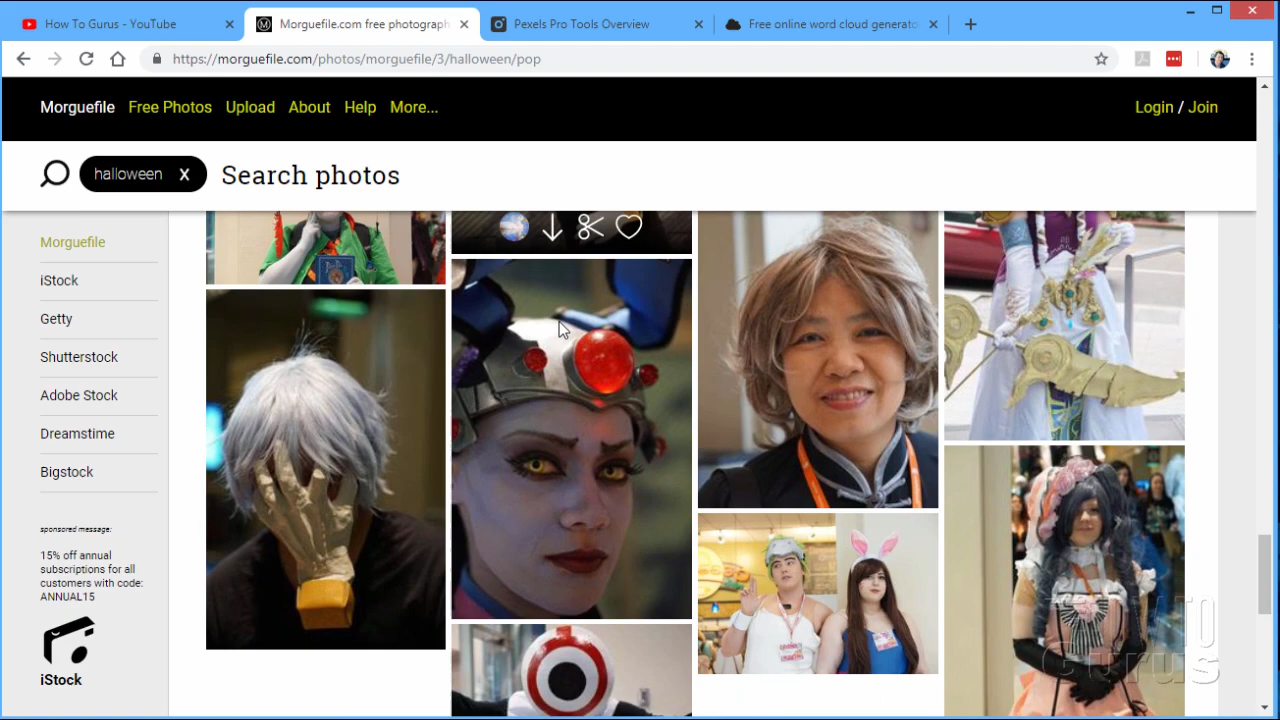 How To Gurus - YouTube
Morguefile.com free photograph
Pexels Pro Tools Overview
Free online word cloud generato
https://morguefile.com/photos/morguefile/3/halloween/pop
Morguefile Free Photos Upload About Help More... Login / Join
halloween X Search photos
Morguefile
iStock
Getty
Shutterstock
Adobe Stock
Dreamstime
Bigstock
sponsored message:
15% off annual
subscriptions for all
customers with code:
ANNUAL15
iStock
HOW TO
Gurus